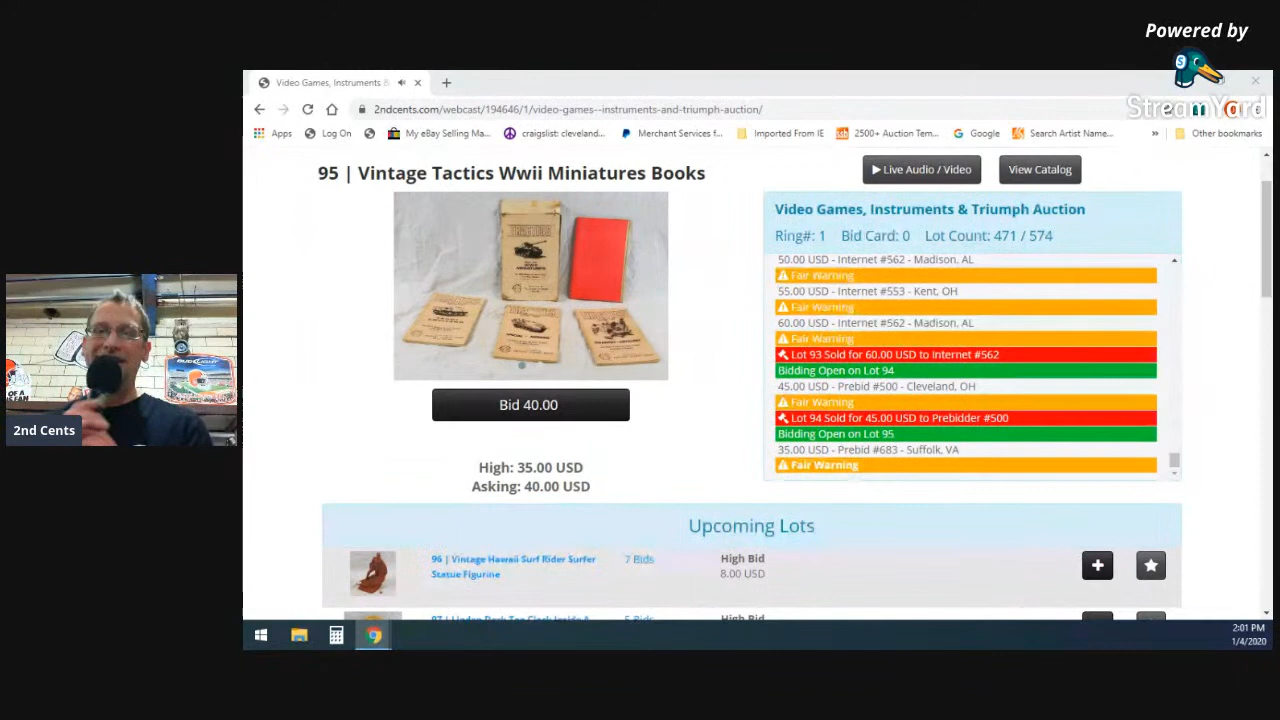 Powered by
StreamYard
Video Games, Instruments &
2ndcents.com/webcast/194646/1/video-games--instruments-and-triumph-auction/
Apps Log On My eBay Selling Ma... craigslist: cleveland... Merchant Services f... Imported From IE 2500+ Auction Tem... Google Search Artist Name... » Other bookmarks
95 | Vintage Tactics Wwii Miniatures Books
Live Audio / Video
View Catalog
Video Games, Instruments & Triumph Auction
Ring#: 1 Bid Card: 0 Lot Count: 471 / 574
50.00 USD - Internet #562 - Madison, AL
Fair Warning
55.00 USD - Internet #553 - Kent, OH
Fair Warning
60.00 USD - Internet #562 - Madison, AL
Fair Warning
Lot 93 Sold for 60.00 USD to Internet #562
Bidding Open on Lot 94
45.00 USD - Prebid #500 - Cleveland, OH
Fair Warning
Lot 94 Sold for 45.00 USD to Prebidder #500
Bidding Open on Lot 95
35.00 USD - Prebid #683 - Suffolk, VA
Fair Warning
Bid 40.00
High: 35.00 USD
Asking: 40.00 USD
Upcoming Lots
96 | Vintage Hawaii Surf Rider Surfer
Statue Figurine
7 Bids
High Bid
8.00 USD
5 Bids
High Bid
BUD LIGHT
2nd Cents
2:01 PM
1/4/2020